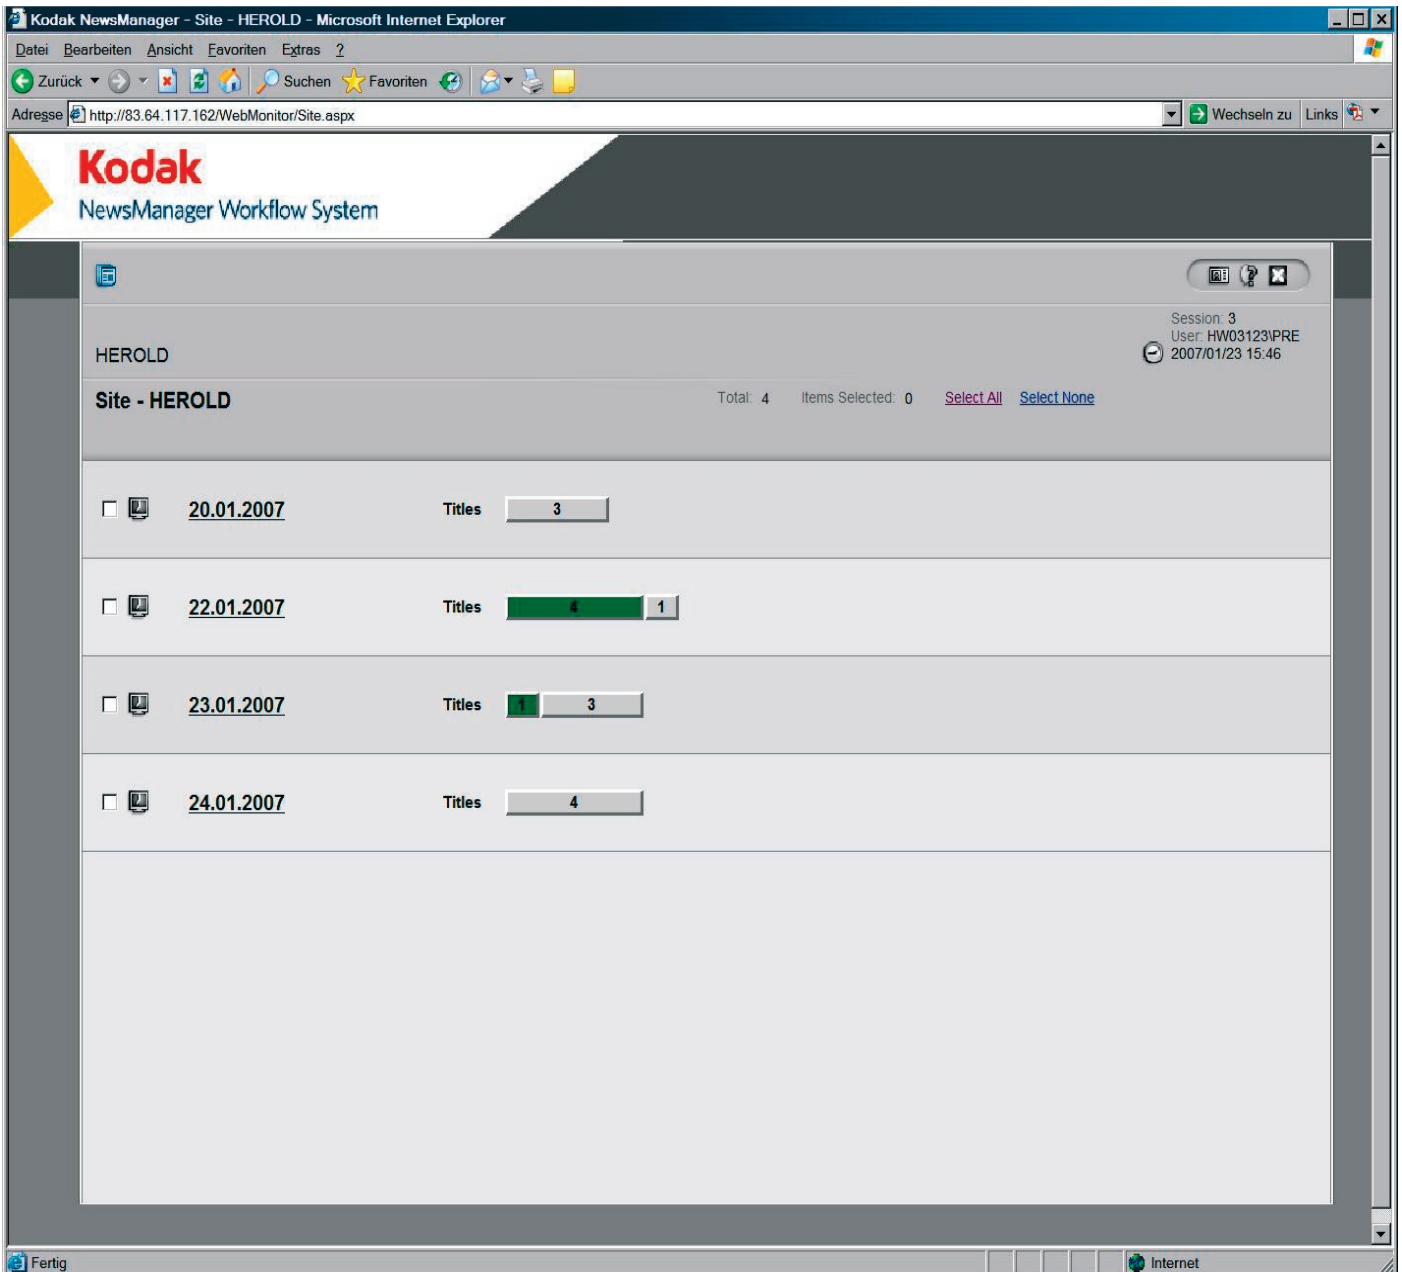 Kodak NewsManager - Site - HEROLD - Microsoft Internet Explorer
Datei Bearbeiten Ansicht Favoriten Extras ?
Zurück Suchen Favoriten
Adresse http://83.64.117.162/WebMonitor/Site.aspx Wechseln zu Links
Kodak
NewsManager Workflow System
Session: 3
User: HW03123\PRE
HEROLD 2007/01/23 15:46
Site - HEROLD Total: 4 Items Selected: 0 Select All Select None
20.01.2007 Titles 3
22.01.2007 Titles 4 1
23.01.2007 Titles 1 3
24.01.2007 Titles 4
Fertig Internet